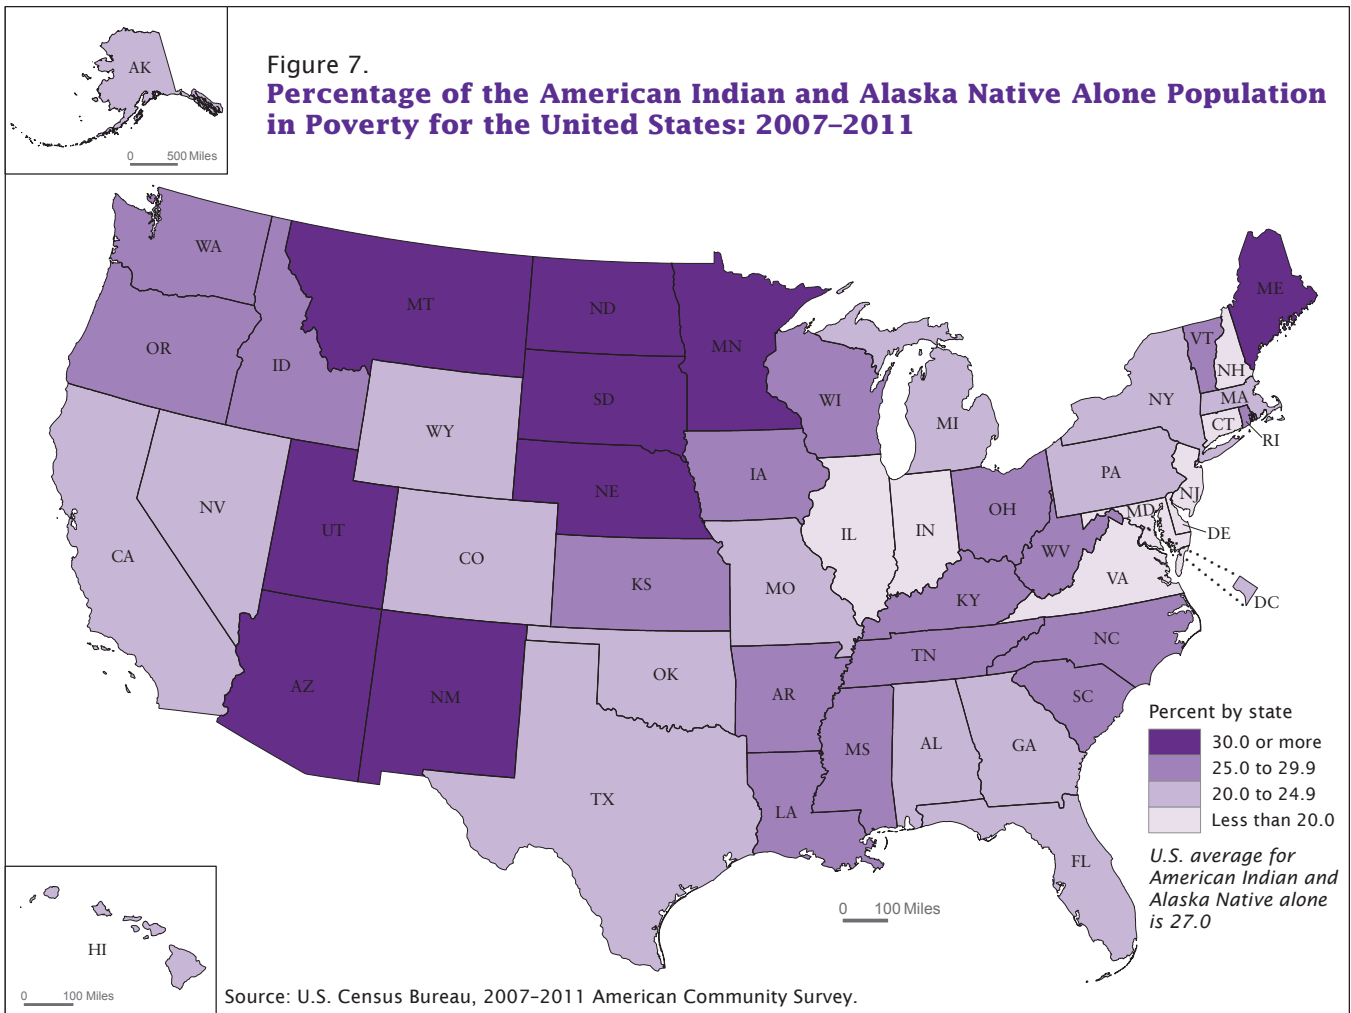 AK
0 500 Miles
Figure 7.
Percentage of the American Indian and Alaska Native Alone Population
in Poverty for the United States: 2007–2011
WA
MT
ND
MN
ME
OR
ID
SD
WI
VT
NH
WY
MI
NY
MA
CT
RI
IA
NE
PA
NJ
NV
UT
CO
IL
IN
OH
MD
DE
WV
CA
KS
MO
VA
DC
KY
AZ
NM
OK
AR
TN
NC
SC
MS
AL
GA
TX
LA
FL
Percent by state
30.0 or more
25.0 to 29.9
20.0 to 24.9
Less than 20.0
U.S. average for
American Indian and
Alaska Native alone
is 27.0
0 100 Miles
HI
0 100 Miles
Source: U.S. Census Bureau, 2007–2011 American Community Survey.